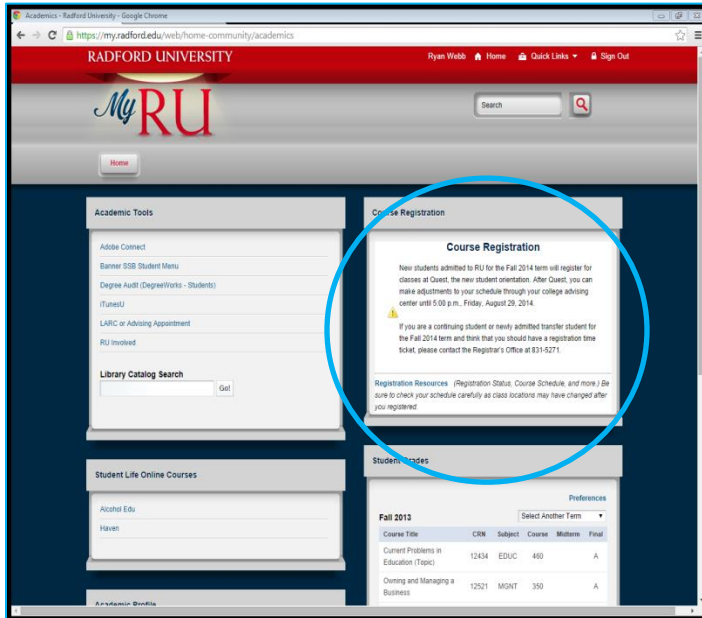 Academics - Radford University - Google Chrome
https://my.radford.edu/web/home-community/academics
RADFORD UNIVERSITY
Ryan Webb Home Quick Links Sign Out
My RU
Search
Home
Academic Tools
Adobe Connect
Banner SSB Student Menu
Degree Audit (DegreeWorks - Students)
iTunesU
LARC or Advising Appointment
RU Involved
Library Catalog Search
Go!
Student Life Online Courses
Alcohol Edu
Haven
Academic Profile
Course Registration
Course Registration
New students admitted to RU for the Fall 2014 term will register for
classes at Quest, the new student orientation. After Quest, you can
make adjustments to your schedule through your college advising
center until 5:00 p.m., Friday, August 29, 2014.
If you are a continuing student or newly admitted transfer student for
the Fall 2014 term and think that you should have a registration time
ticket, please contact the Registrar's Office at 831-5271.
Registration Resources (Registration Status, Course Schedule, and more.) Be
sure to check your schedule carefully as class locations may have changed after
you registered.
Student Grades
Preferences
Fall 2013 Select Another Term
Course Title CRN Subject Course Midterm Final
Current Problems in
Education (Topic) 12434 EDUC 460 A
Owning and Managing a
Business 12521 MGNT 350 A